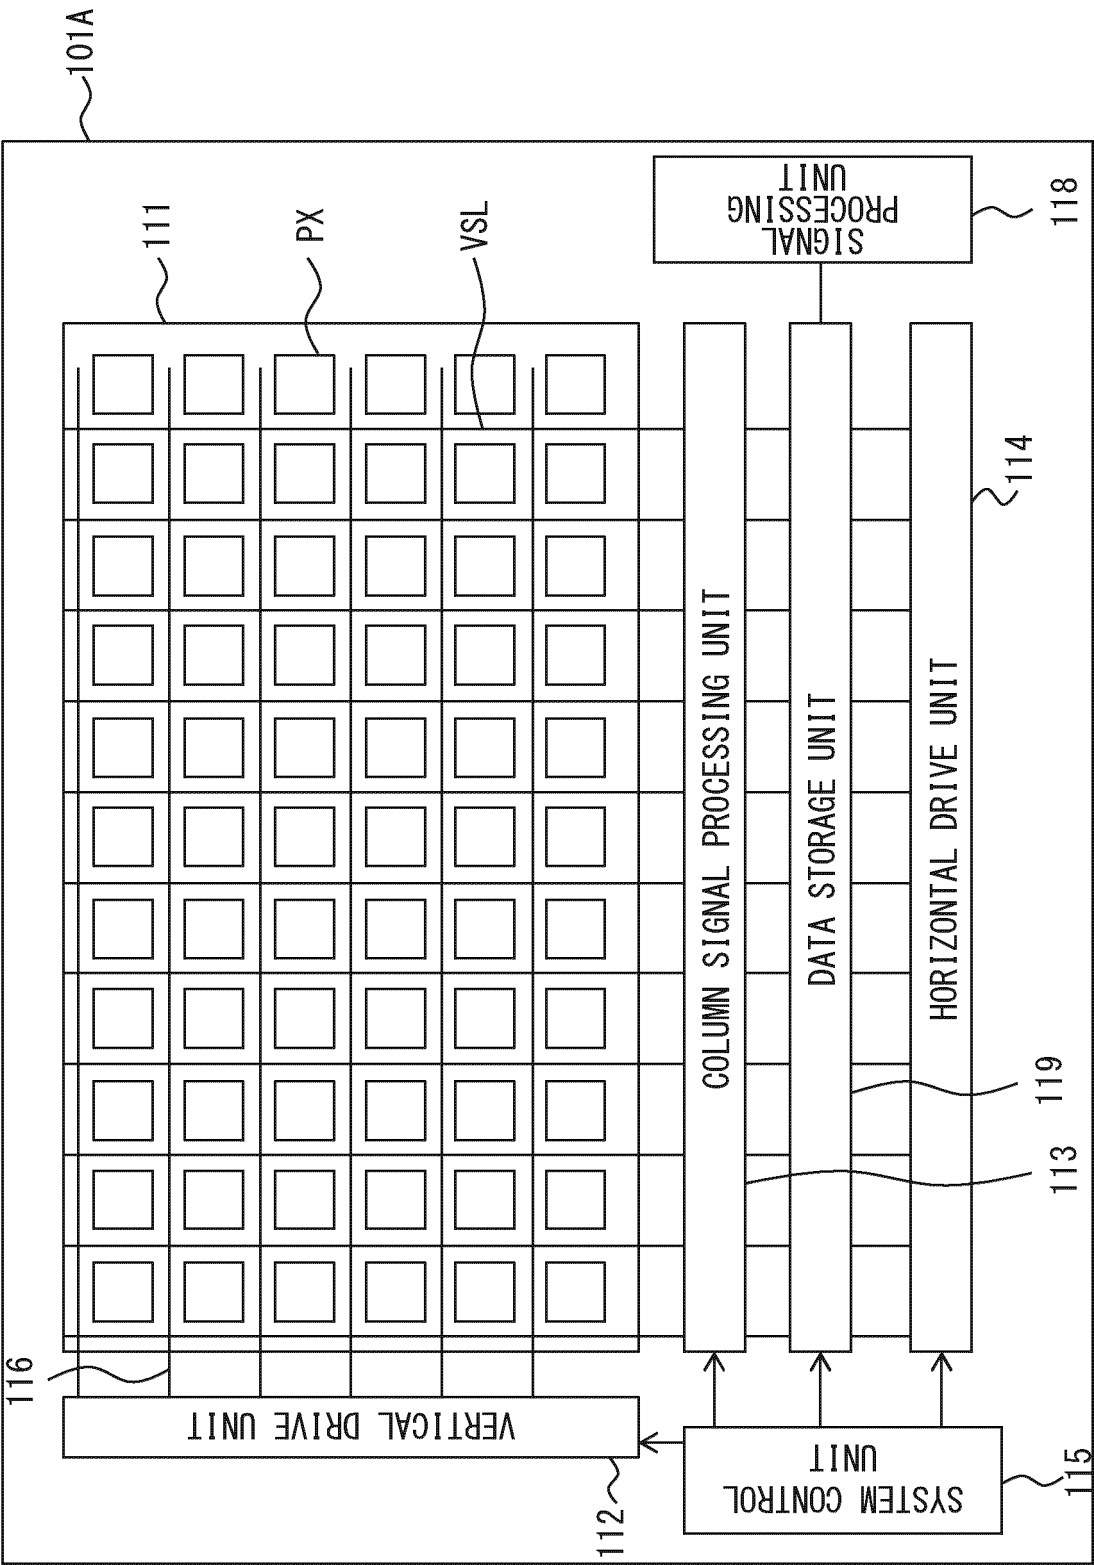 101A
111
PX
VSL
SIGNAL
PROCESSING
UNIT
118
114
COLUMN SIGNAL PROCESSING UNIT
DATA STORAGE UNIT
HORIZONTAL DRIVE UNIT
119
113
116
VERTICAL DRIVE UNIT
112
SYSTEM CONTROL
UNIT
115